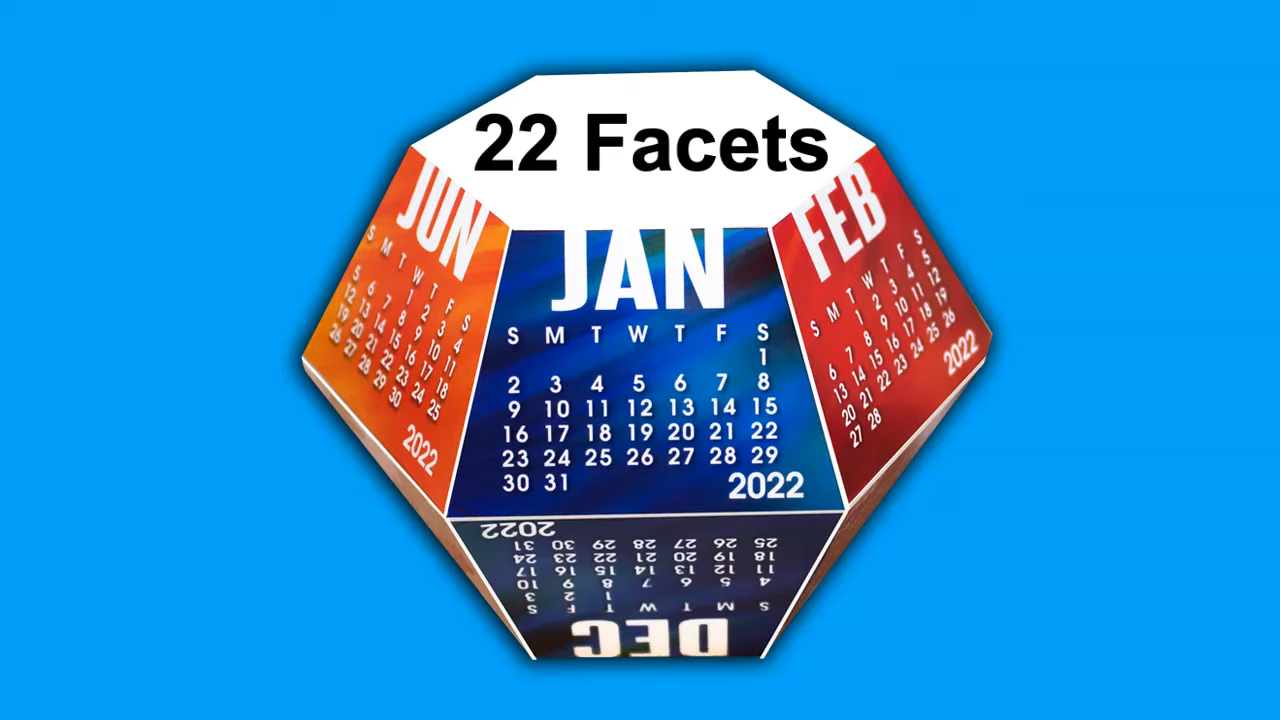 22 Facets
JUN
S M T W T F S
1 2 3 4
5 6 7 8 9 10 11
12 13 14 15 16 17 18
19 20 21 22 23 24 25
26 27 28 29 30
2022
JAN
S M T W T F S
1
2 3 4 5 6 7 8
9 10 11 12 13 14 15
16 17 18 19 20 21 22
23 24 25 26 27 28 29
30 31
2022
FEB
S M T W T F S
1 2 3 4 5
6 7 8 9 10 11 12
13 14 15 16 17 18 19
20 21 22 23 24 25 26
27 28
2022
DEC
S M T W T F S
1 2 3
4 5 6 7 8 9 10
11 12 13 14 15 16 17
18 19 20 21 22 23 24
25 26 27 28 29 30 31
2022